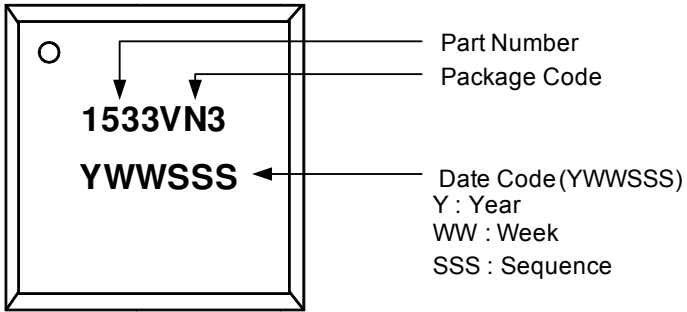 Part Number
Package Code
1533VN3
YWWSSS
Date Code (YWWSSS)
Y : Year
WW : Week
SSS : Sequence